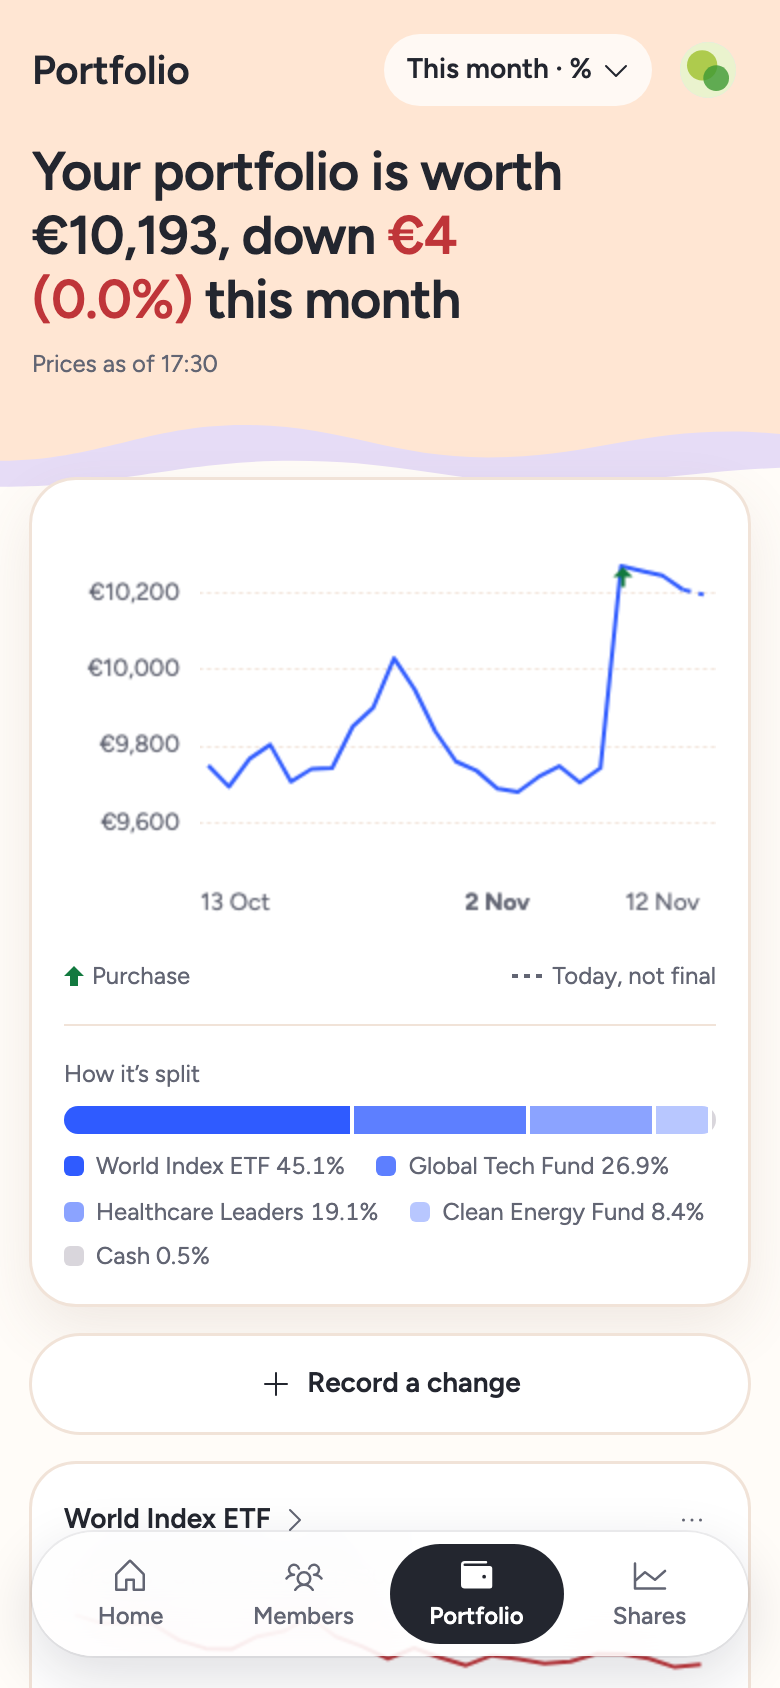 Portfolio
This month · %
Your portfolio is worth
€10,193, down €4
(0.0%) this month
Prices as of 17:30
€10,200
€10,000
€9,800
€9,600
13 Oct
2 Nov
12 Nov
Purchase
Today, not final
How it’s split
World Index ETF 45.1%
Global Tech Fund 26.9%
Healthcare Leaders 19.1%
Clean Energy Fund 8.4%
Cash 0.5%
Record a change
World Index ETF
Home
Members
Portfolio
Shares